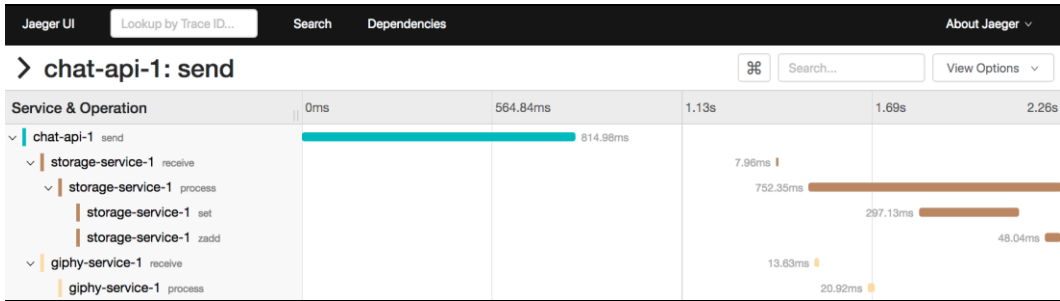 Jaeger UI Lookup by Trace ID... Search Dependencies About Jaeger
chat-api-1: send ⌘ Search... View Options
Service & Operation 0ms 564.84ms 1.13s 1.69s 2.26s
chat-api-1 send 814.98ms
storage-service-1 receive 7.96ms
storage-service-1 process 752.35ms
storage-service-1 set 297.13ms
storage-service-1 zadd 48.04ms
giphy-service-1 receive 13.63ms
giphy-service-1 process 20.92ms